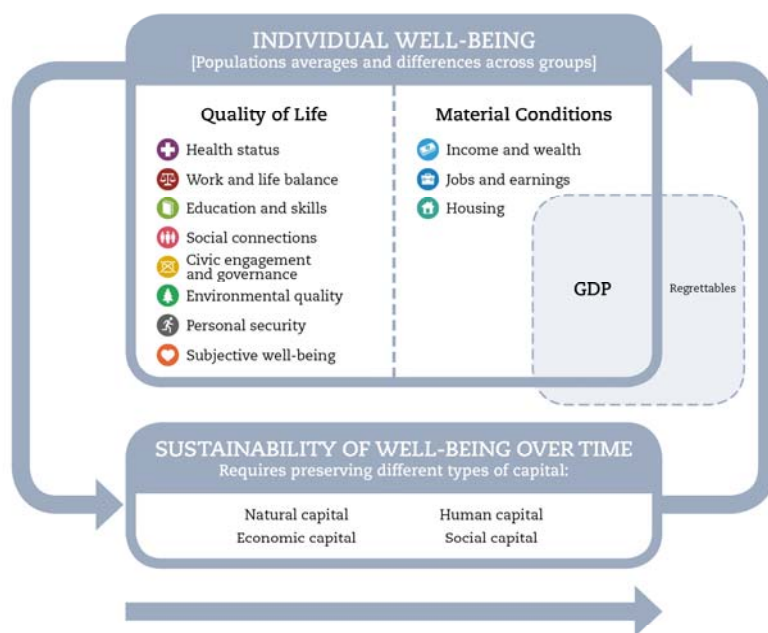 INDIVIDUAL WELL-BEING
[Populations averages and differences across groups]
Quality of Life
Health status
Work and life balance
Education and skills
Social connections
Civic engagement
and governance
Environmental quality
Personal security
Subjective well-being
Material Conditions
Income and wealth
Jobs and earnings
Housing
GDP
Regrettables
SUSTAINABILITY OF WELL-BEING OVER TIME
Requires preserving different types of capital:
Natural capital
Human capital
Economic capital
Social capital